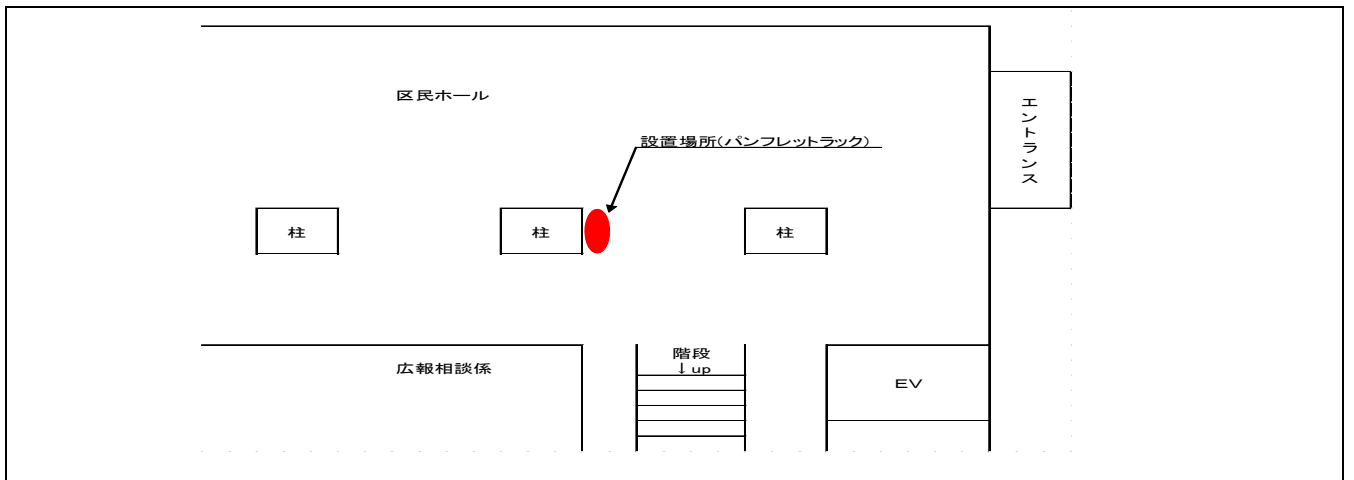 区民ホール
エントランス
設置場所(パンフレットラック)
柱
柱
柱
広報相談係
階段
↓up
EV